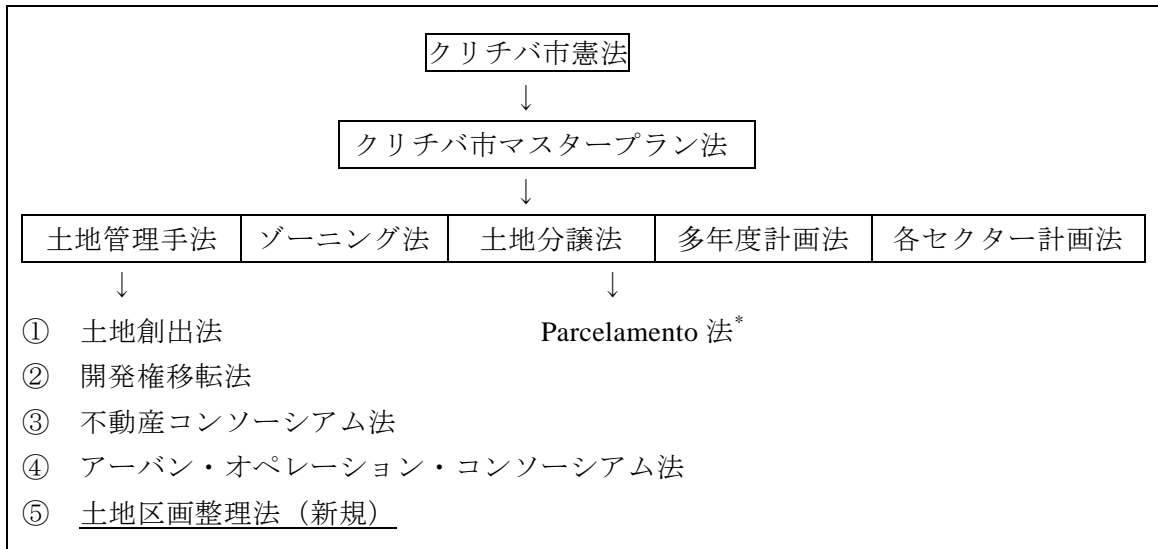 クリチバ市憲法
↓
クリチバ市マスタープラン法
↓
土地管理手法 ゾーニング法 土地分譲法 多年度計画法 各セクター計画法
↓ ↓
① 土地創出法 Parcelamento 法*
② 開発権移転法
③ 不動産コンソーシアム法
④ アーバン・オペレーション・コンソーシアム法
⑤ 土地区画整理法（新規）